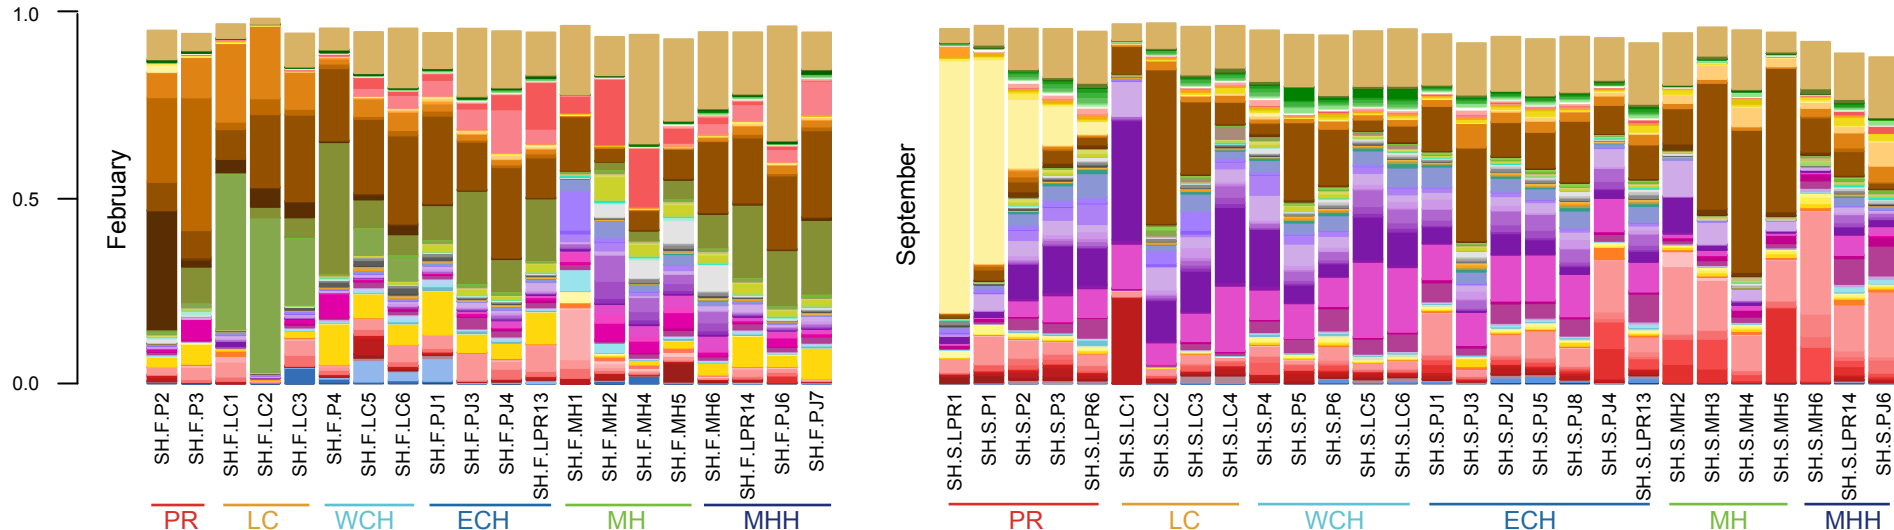 1.0
0.5
0.0
February
SH.F.P2
SH.F.P3
SH.F.LC1
SH.F.LC2
SH.F.LC3
SH.F.P4
SH.F.LC5
SH.F.LC6
SH.F.PJ1
SH.F.PJ3
SH.F.PJ4
SH.F.LPR13
SH.F.MH1
SH.F.MH2
SH.F.MH4
SH.F.MH5
SH.F.MH6
SH.F.LPR14
SH.F.PJ6
SH.F.PJ7
PR
LC
WCH
ECH
MH
MHH
September
SH.S.LPR1
SH.S.P1
SH.S.P2
SH.S.P3
SH.S.LPR6
SH.S.LC1
SH.S.LC2
SH.S.LC3
SH.S.LC4
SH.S.P4
SH.S.P5
SH.S.P6
SH.S.LC5
SH.S.LC6
SH.S.PJ1
SH.S.PJ3
SH.S.PJ2
SH.S.PJ5
SH.S.PJ8
SH.S.PJ4
SH.S.LPR13
SH.S.MH2
SH.S.MH3
SH.S.MH4
SH.S.MH5
SH.S.MH6
SH.S.LPR14
SH.S.PJ6
PR
LC
WCH
ECH
MH
MHH